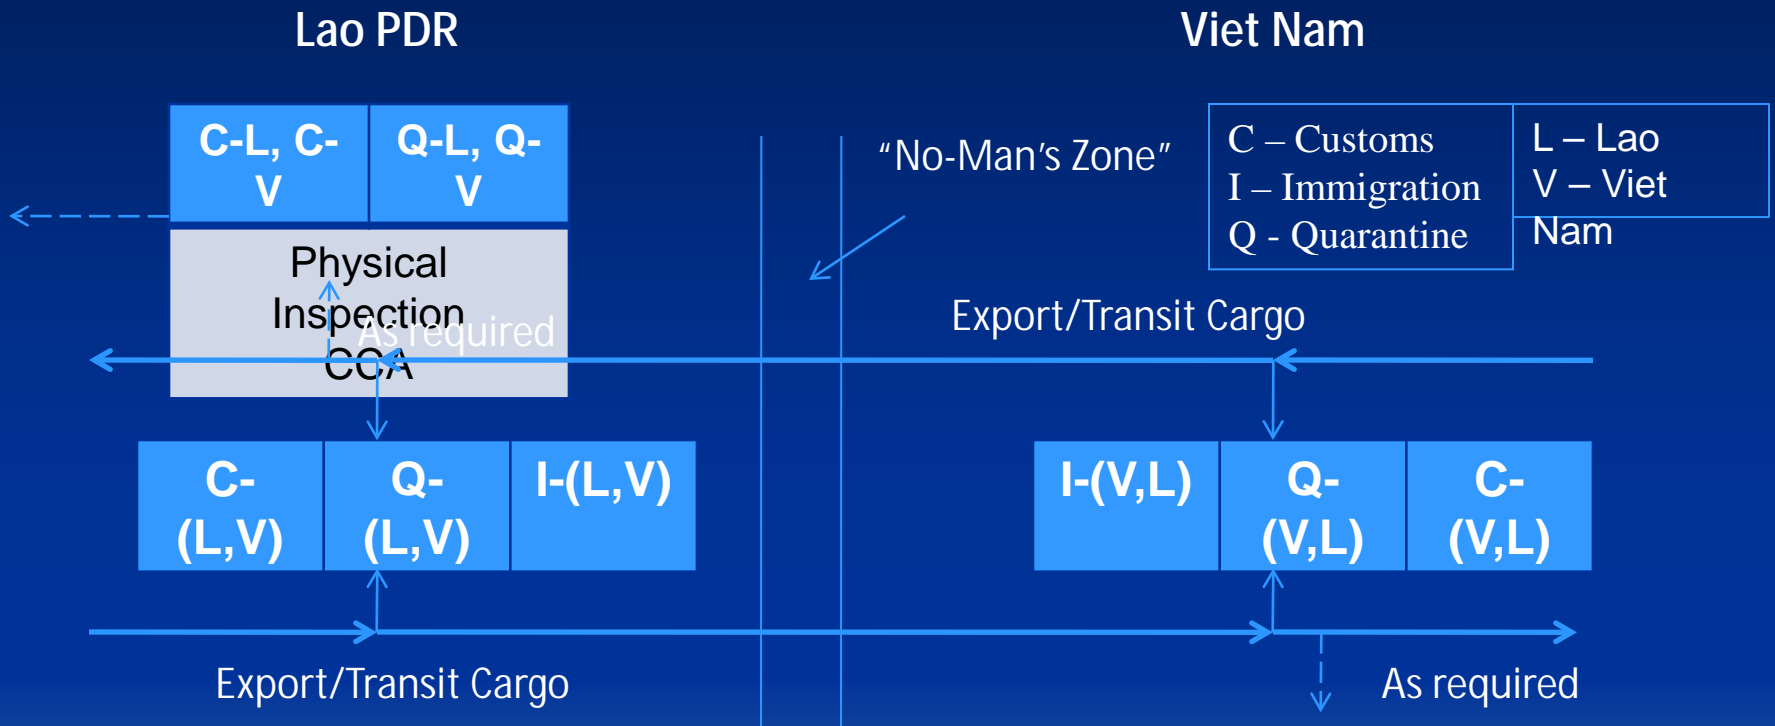 Lao PDR
Viet Nam
C-L, C-
V
Q-L, Q-
V
“No-Man’s Zone”
C – Customs
I – Immigration
Q - Quarantine
L – Lao
V – Viet
Nam
Physical
Inspection
CCA
As required
Export/Transit Cargo
C-
(L,V)
Q-
(L,V)
I-(L,V)
I-(V,L)
Q-
(V,L)
C-
(V,L)
Export/Transit Cargo
As required